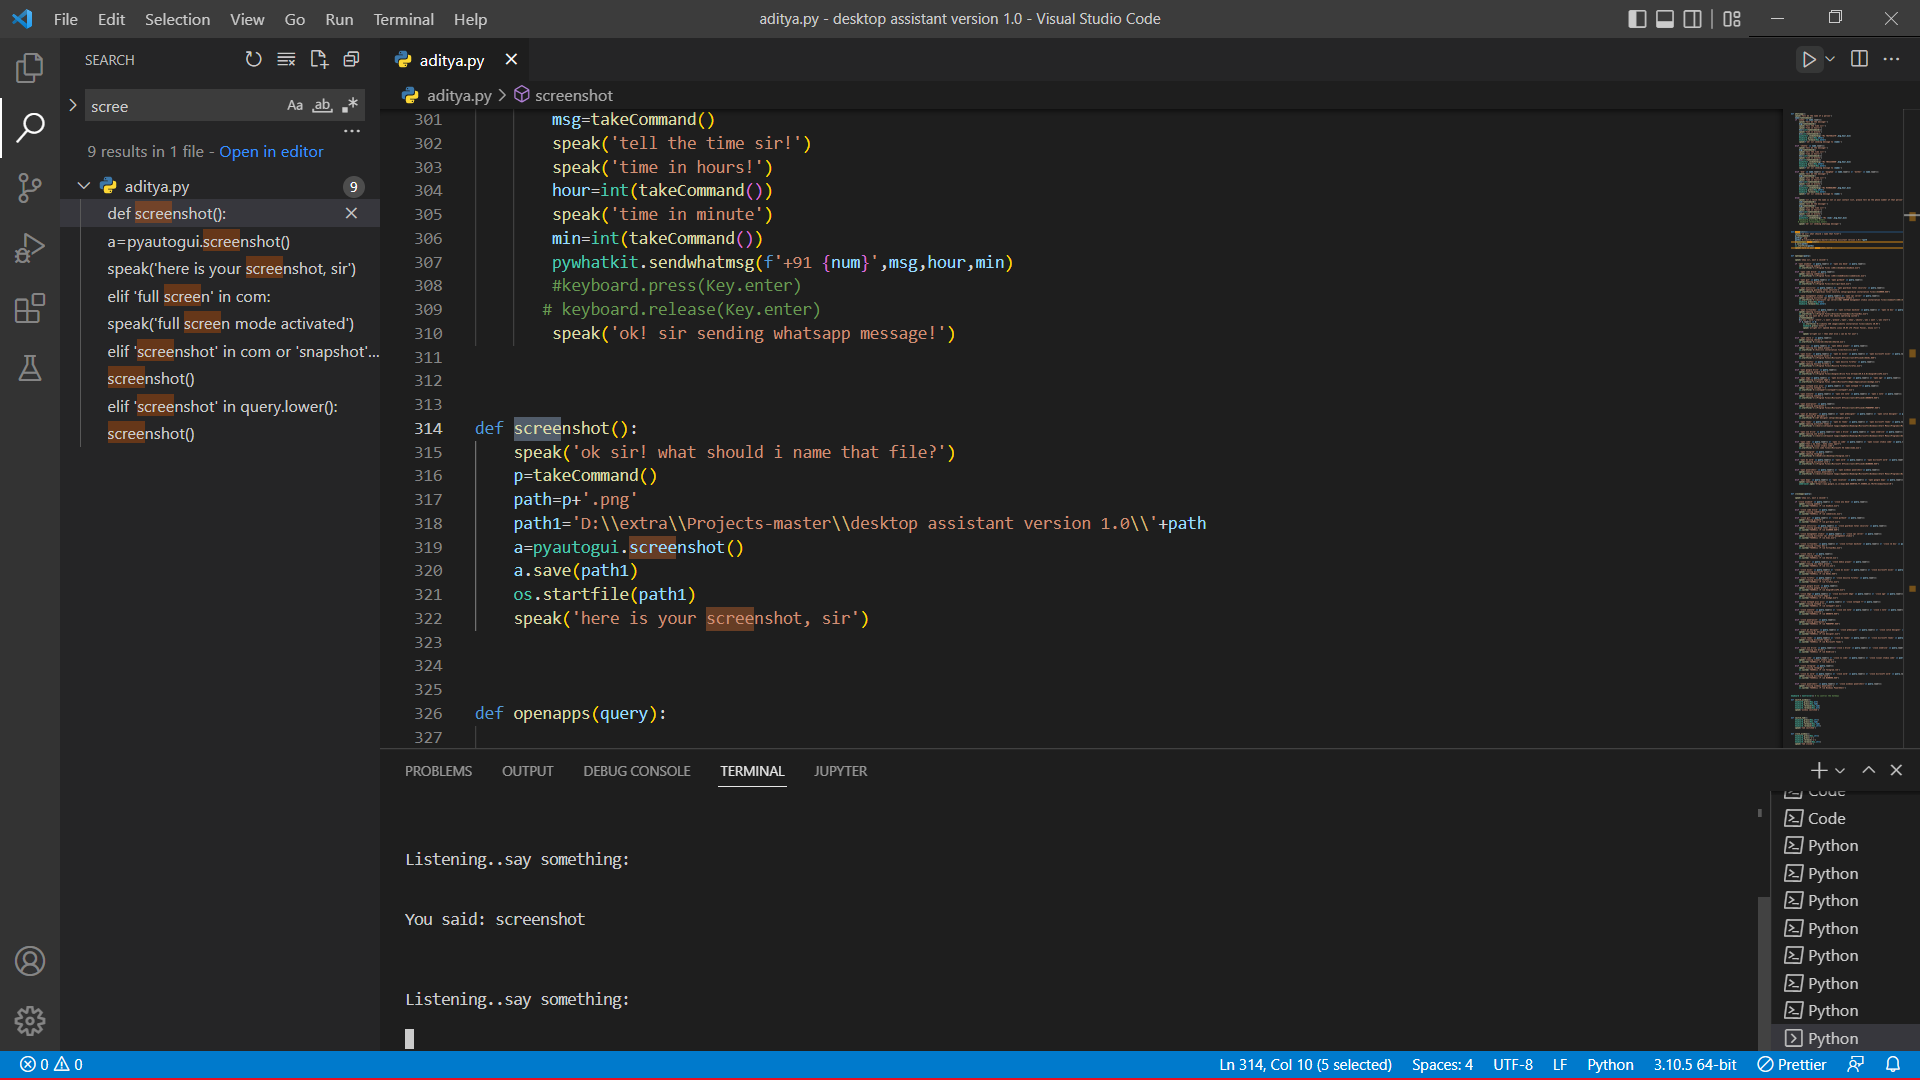 File Edit Selection View Go Run Terminal Help
aditya.py - desktop assistant version 1.0 - Visual Studio Code
SEARCH
scree
Aa ab .*
9 results in 1 file - Open in editor
aditya.py 9
def screenshot():
a=pyautogui.screenshot()
speak('here is your screenshot, sir')
elif 'full screen' in com:
speak('full screen mode activated')
elif 'screenshot' in com or 'snapshot'...
screenshot()
elif 'screenshot' in query.lower():
screenshot()
aditya.py
aditya.py > screenshot
301 msg=takeCommand()
302 speak('tell the time sir!')
303 speak('time in hours!')
304 hour=int(takeCommand())
305 speak('time in minute')
306 min=int(takeCommand())
307 pywhatkit.sendwhatmsg(f'+91 {num}',msg,hour,min)
308 #keyboard.press(Key.enter)
309 # keyboard.release(Key.enter)
310 speak('ok! sir sending whatsapp message!')
311
312
313
314 def screenshot():
315 speak('ok sir! what should i name that file?')
316 p=takeCommand()
317 path=p+'.png'
318 path1='D:\\extra\\Projects-master\\desktop assistant version 1.0\\'+path
319 a=pyautogui.screenshot()
320 a.save(path1)
321 os.startfile(path1)
322 speak('here is your screenshot, sir')
323
324
325
326 def openapps(query):
327
PROBLEMS OUTPUT DEBUG CONSOLE TERMINAL JUPYTER
Listening..say something:
You said: screenshot
Listening..say something:
Code
Code
Python
Python
Python
Python
Python
Python
Python
Python
0 0
Ln 314, Col 10 (5 selected) Spaces: 4 UTF-8 LF Python 3.10.5 64-bit Prettier